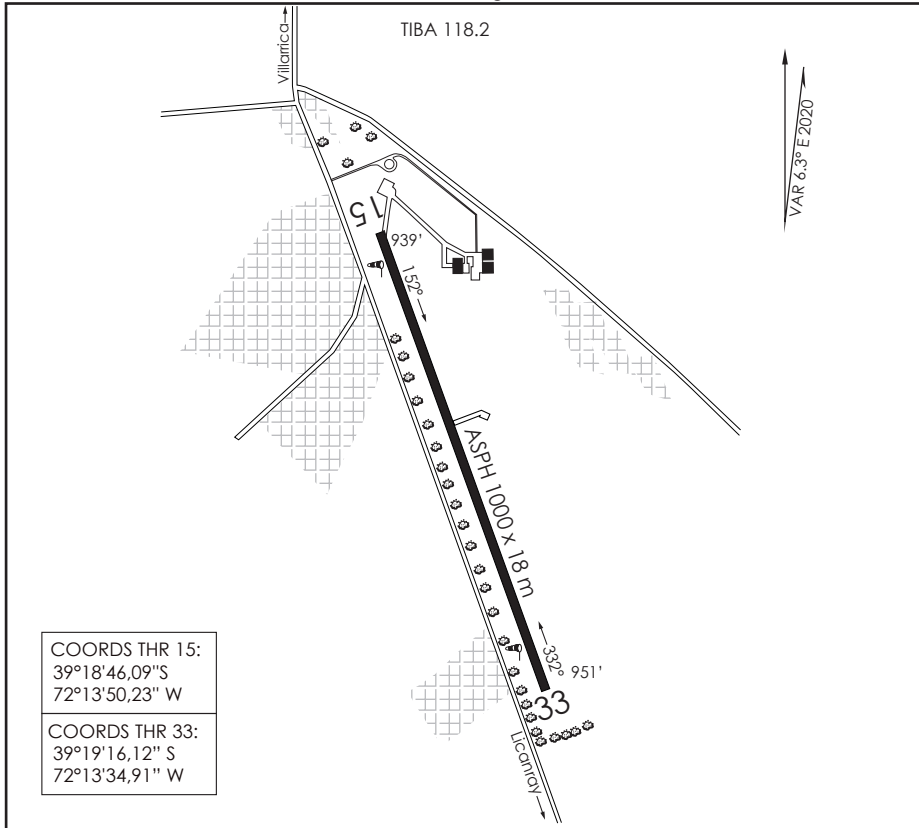 TIBA 118.2
Villarrica
VAR 6.3° E 2020
15
939'
152°
ASPH 1000 x 18 m
332°
951'
33
Licanray
COORDS THR 15:
39°18'46,09"S
72°13'50,23" W
COORDS THR 33:
39°19'16,12" S
72°13'34,91" W